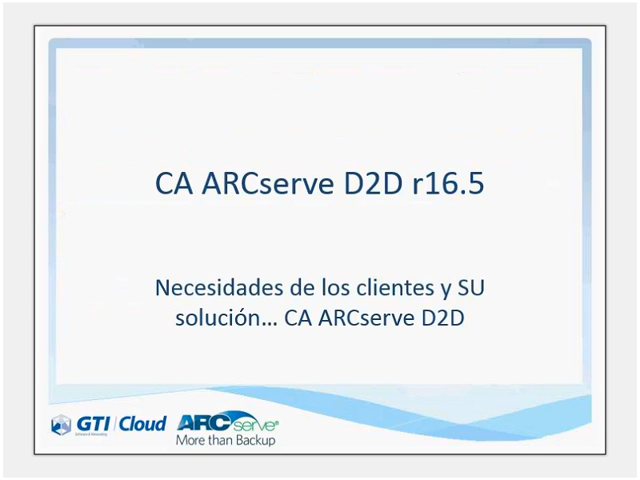 CA ARCserve D2D r16.5
Necesidades de los clientes y SU
solución... CA ARCserve D2D
GTI Cloud
ARCserve®
More than Backup